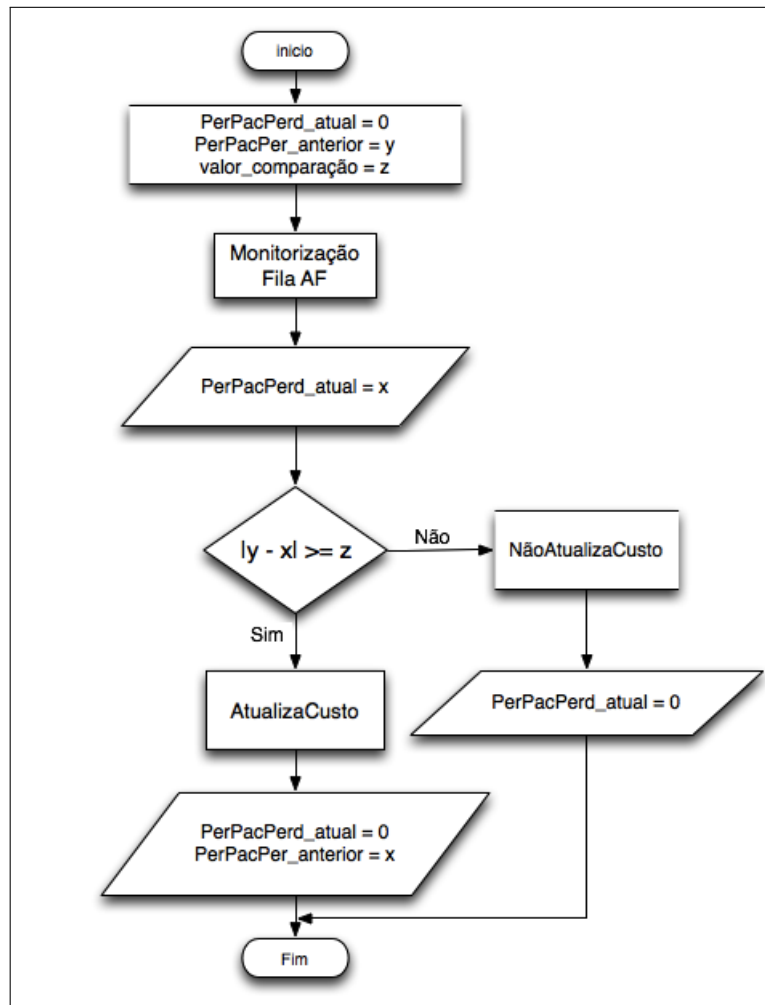 inicio
PerPacPerd_atual = 0
PerPacPer_anterior = y
valor_comparação = z
Monitorização
Fila AF
PerPacPerd_atual = x
|y - x| >= z
Não
NãoAtualizaCusto
Sim
AtualizaCusto
PerPacPerd_atual = 0
PerPacPerd_atual = 0
PerPacPer_anterior = x
Fim